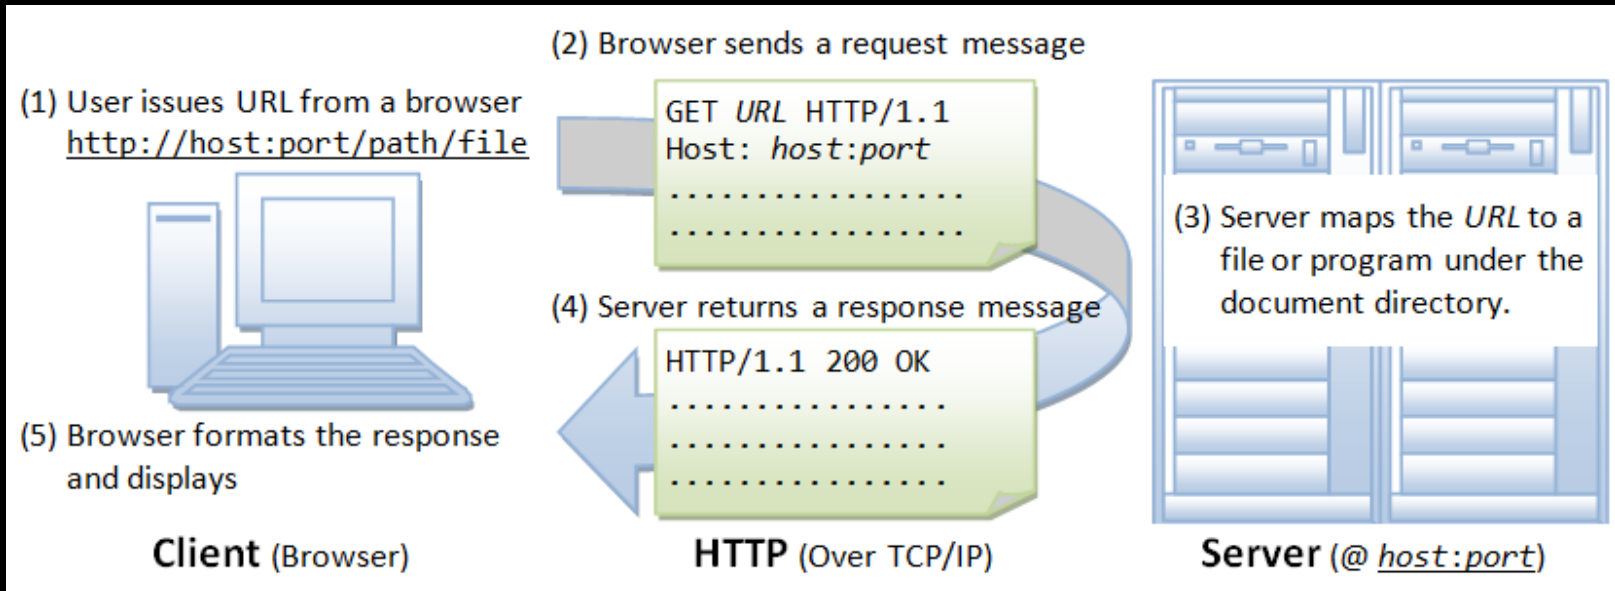 (1) User issues URL from a browser
http://host:port/path/file
(2) Browser sends a request message
GET URL HTTP/1.1
Host: host:port
..................
..................
(3) Server maps the URL to a
file or program under the
document directory.
(4) Server returns a response message
HTTP/1.1 200 OK
................
................
................
(5) Browser formats the response
and displays
Client (Browser)
HTTP (Over TCP/IP)
Server (@ host:port)